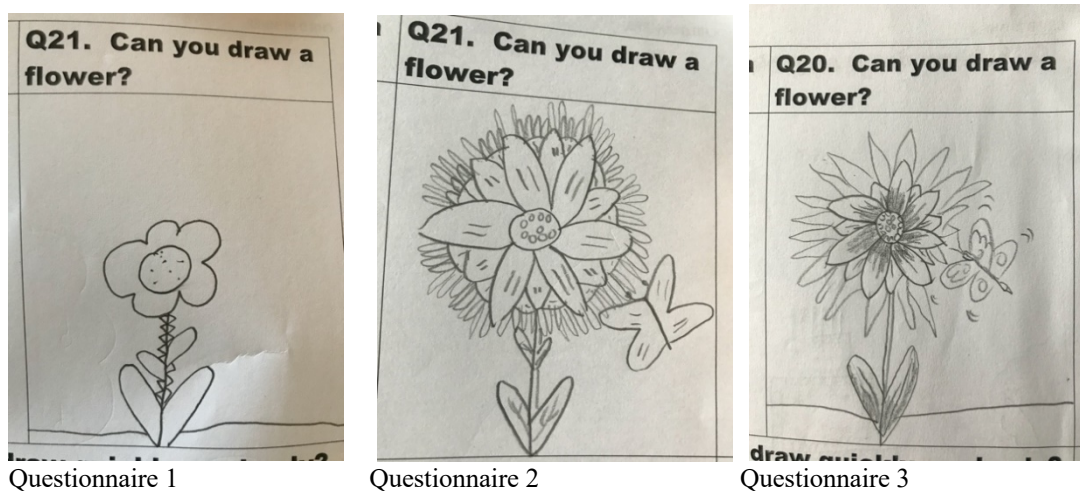 Q21. Can you draw a
flower?
Q21. Can you draw a
flower?
Q20. Can you draw a
flower?
Questionnaire 1
Questionnaire 2
Questionnaire 3